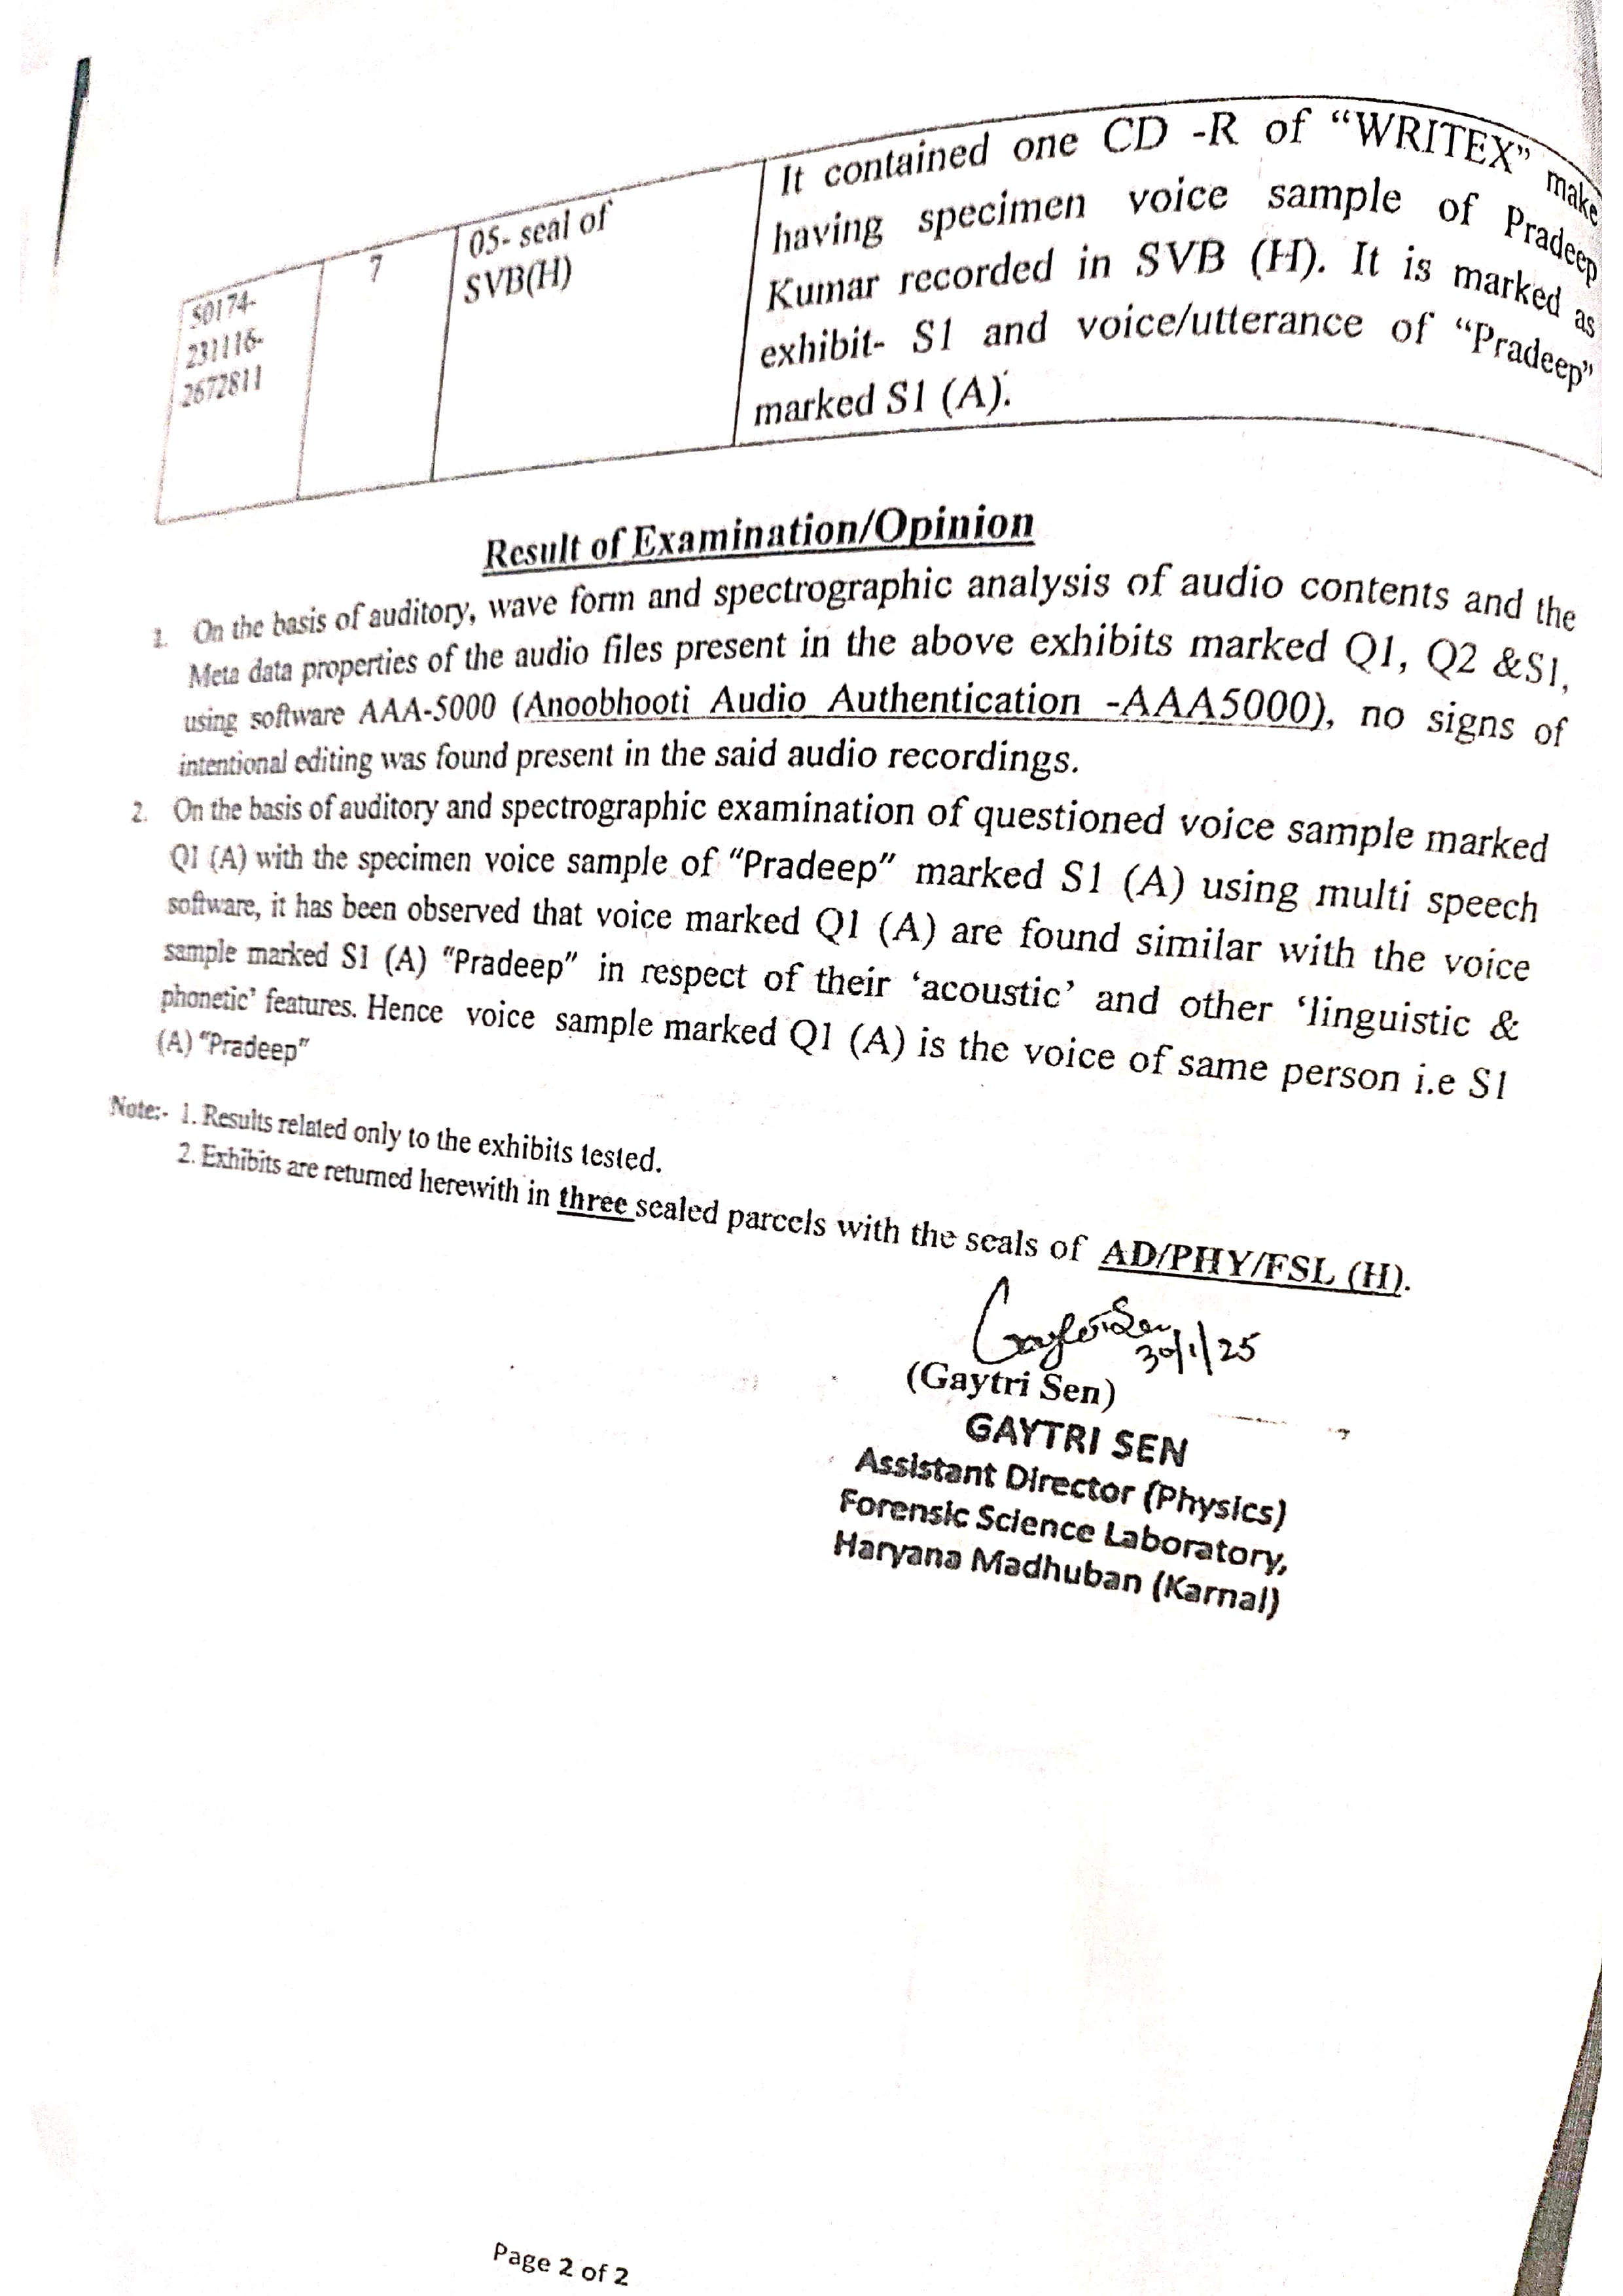 50174-
231116-
2672811
7
05- seal of
SVB(H)
It contained one CD -R of “WRITEX” make
having specimen voice sample of Pradeep
Kumar recorded in SVB (H). It is marked as
exhibit- S1 and voice/utterance of “Pradeep”
marked S1 (A).
Result of Examination/Opinion
1. On the basis of auditory, wave form and spectrographic analysis of audio contents and the
Meta data properties of the audio files present in the above exhibits marked Q1, Q2 &S1,
using software AAA-5000 (Anoobhooti Audio Authentication -AAA5000), no signs of
intentional editing was found present in the said audio recordings.
2. On the basis of auditory and spectrographic examination of questioned voice sample marked
Q1 (A) with the specimen voice sample of “Pradeep” marked S1 (A) using multi speech
software, it has been observed that voice marked Q1 (A) are found similar with the voice
sample marked S1 (A) “Pradeep” in respect of their ‘acoustic’ and other ‘linguistic &
phonetic’ features. Hence voice sample marked Q1 (A) is the voice of same person i.e S1
(A) “Pradeep”
Note:- 1. Results related only to the exhibits tested.
2. Exhibits are returned herewith in three sealed parcels with the seals of AD/PHY/FSL (H).
Gaytri Sen
30/1/25
(Gaytri Sen)
GAYTRI SEN
Assistant Director (Physics)
Forensic Science Laboratory,
Haryana Madhuban (Karnal)
Page 2 of 2